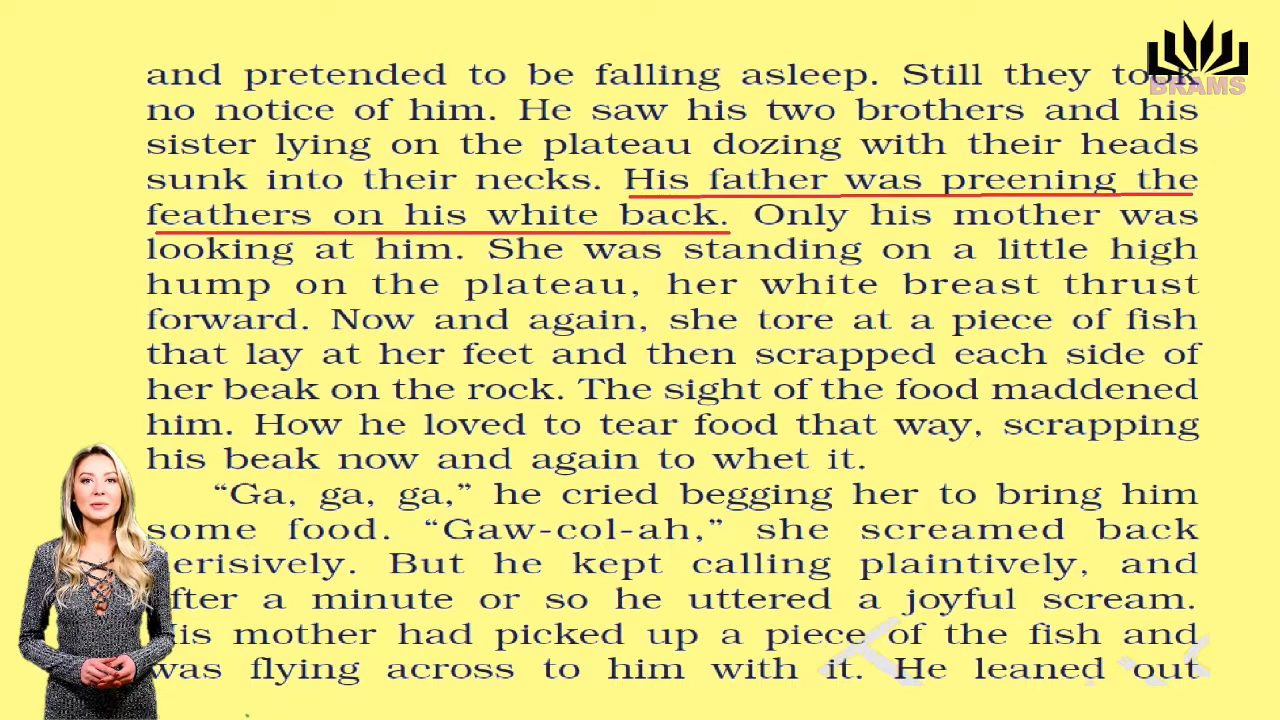 and pretended to be falling asleep. Still they took
no notice of him. He saw his two brothers and his
sister lying on the plateau dozing with their heads
sunk into their necks. His father was preening the
feathers on his white back. Only his mother was
looking at him. She was standing on a little high
hump on the plateau, her white breast thrust
forward. Now and again, she tore at a piece of fish
that lay at her feet and then scrapped each side of
her beak on the rock. The sight of the food maddened
him. How he loved to tear food that way, scrapping
his beak now and again to whet it.
“Ga, ga, ga,” he cried begging her to bring him
some food. “Gaw-col-ah,” she screamed back
erisively. But he kept calling plaintively, and
fter a minute or so he uttered a joyful scream.
is mother had picked up a piece of the fish and
was flying across to him with it. He leaned out
BRAMS